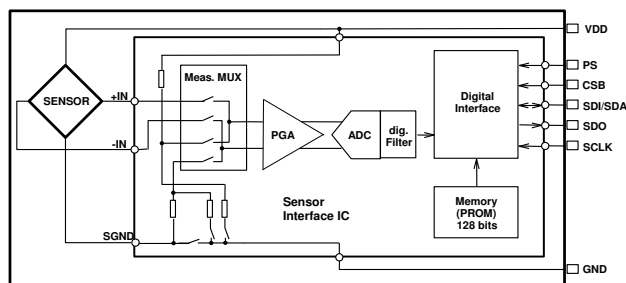 VDD
Meas. MUX
PS
SENSOR
+IN
CSB
Digital
Interface
SDI/SDA
PGA
ADC
dig.
Filter
SDO
-IN
SCLK
Sensor
Interface IC
Memory
(PROM)
128 bits
SGND
GND